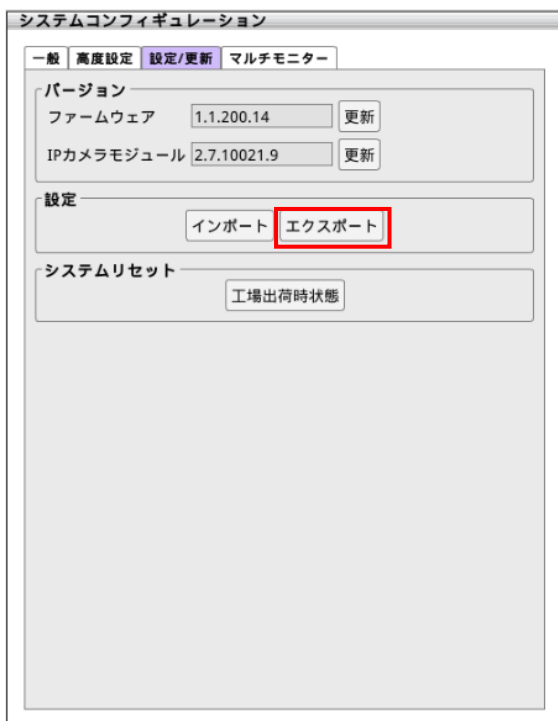 システムコンフィギュレーション
一般 高度設定 設定/更新 マルチモニター
バージョン
ファームウェア 1.1.200.14 更新
IPカメラモジュール 2.7.10021.9 更新
設定
インポート エクスポート
システムリセット
工場出荷時状態